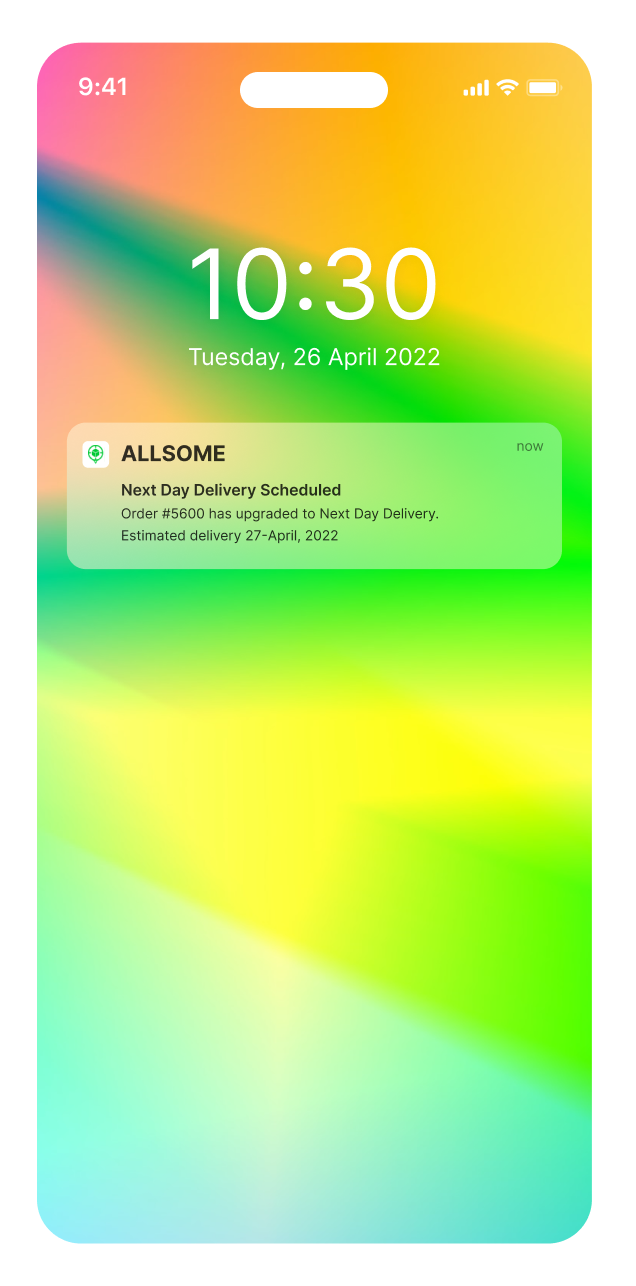 9:41
10:30
Tuesday, 26 April 2022
ALLSOME
now
Next Day Delivery Scheduled
Order #5600 has upgraded to Next Day Delivery.
Estimated delivery 27-April, 2022